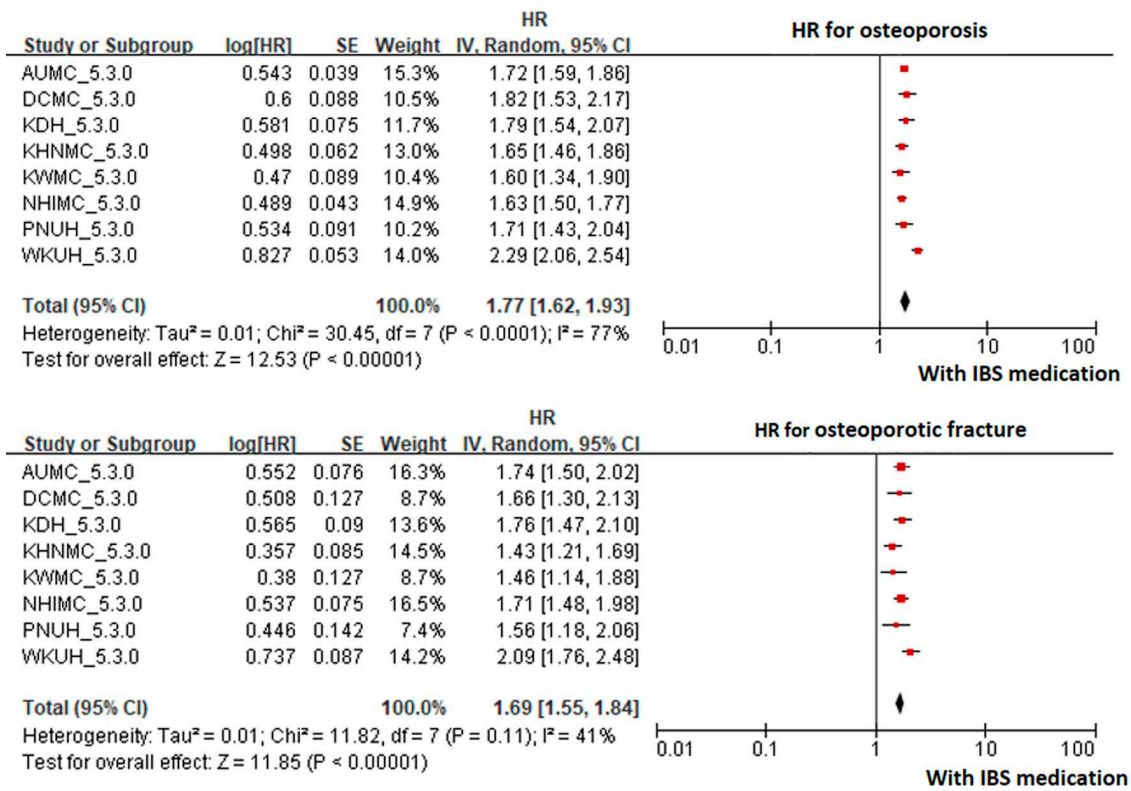 HR
HR for osteoporosis
Study or Subgroup log[HR] SE Weight IV, Random, 95% CI
AUMC_5.3.0 0.543 0.039 15.3% 1.72 [1.59, 1.86]
DCMC_5.3.0 0.6 0.088 10.5% 1.82 [1.53, 2.17]
KDH_5.3.0 0.581 0.075 11.7% 1.79 [1.54, 2.07]
KHNMC_5.3.0 0.498 0.062 13.0% 1.65 [1.46, 1.86]
KWMC_5.3.0 0.47 0.089 10.4% 1.60 [1.34, 1.90]
NHIMC_5.3.0 0.489 0.043 14.9% 1.63 [1.50, 1.77]
PNUH_5.3.0 0.534 0.091 10.2% 1.71 [1.43, 2.04]
WKUH_5.3.0 0.827 0.053 14.0% 2.29 [2.06, 2.54]
Total (95% CI) 100.0% 1.77 [1.62, 1.93]
Heterogeneity: Tau² = 0.01; Chi² = 30.45, df = 7 (P < 0.0001); I² = 77%
Test for overall effect: Z = 12.53 (P < 0.00001)
0.01 0.1 1 10 100
With IBS medication
HR
HR for osteoporotic fracture
Study or Subgroup log[HR] SE Weight IV, Random, 95% CI
AUMC_5.3.0 0.552 0.076 16.3% 1.74 [1.50, 2.02]
DCMC_5.3.0 0.508 0.127 8.7% 1.66 [1.30, 2.13]
KDH_5.3.0 0.565 0.09 13.6% 1.76 [1.47, 2.10]
KHNMC_5.3.0 0.357 0.085 14.5% 1.43 [1.21, 1.69]
KWMC_5.3.0 0.38 0.127 8.7% 1.46 [1.14, 1.88]
NHIMC_5.3.0 0.537 0.075 16.5% 1.71 [1.48, 1.98]
PNUH_5.3.0 0.446 0.142 7.4% 1.56 [1.18, 2.06]
WKUH_5.3.0 0.737 0.087 14.2% 2.09 [1.76, 2.48]
Total (95% CI) 100.0% 1.69 [1.55, 1.84]
Heterogeneity: Tau² = 0.01; Chi² = 11.82, df = 7 (P = 0.11); I² = 41%
Test for overall effect: Z = 11.85 (P < 0.00001)
0.01 0.1 1 10 100
With IBS medication